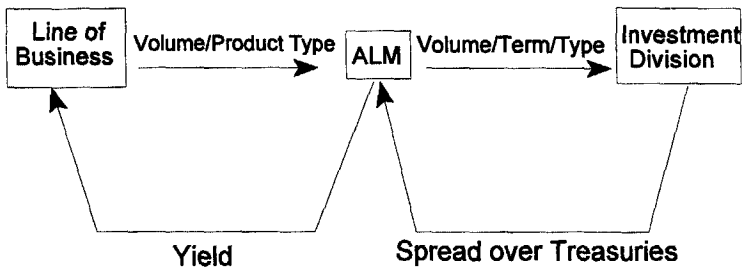 Line of
Business
Volume/Product Type
ALM
Volume/Term/Type
Investment
Division
Yield
Spread over Treasuries